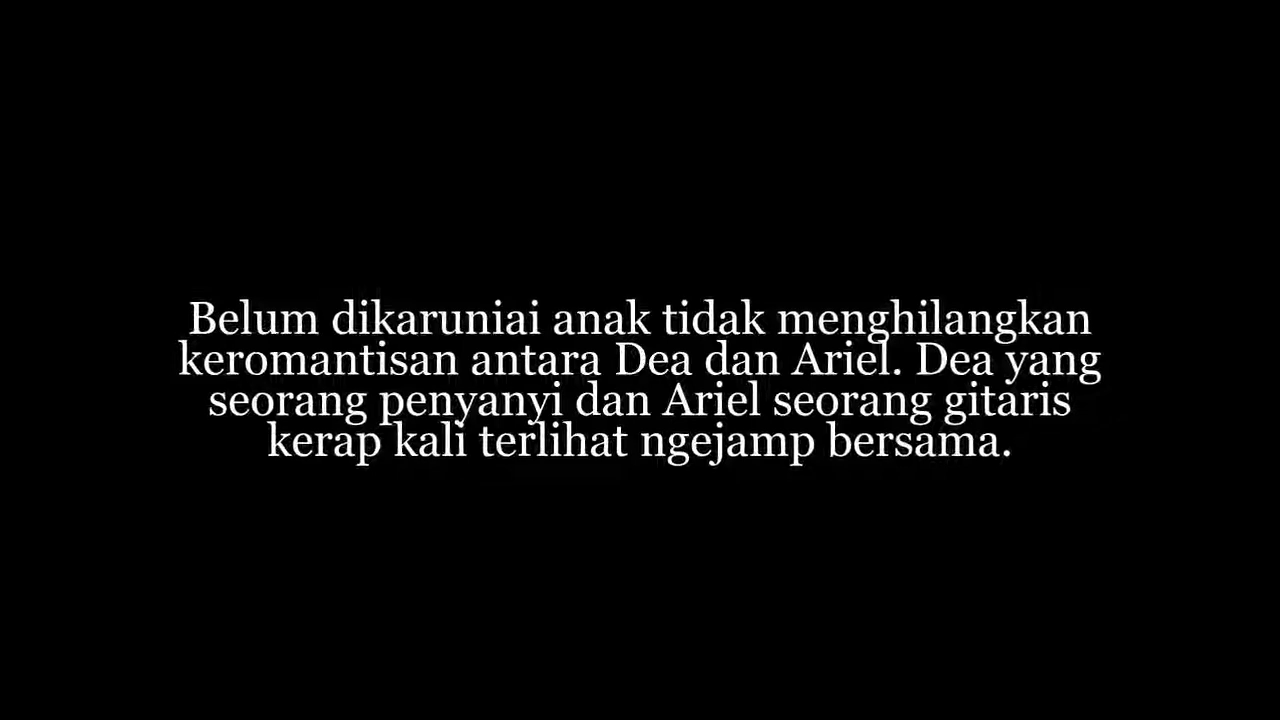 Belum dikaruniai anak tidak menghilangkan
keromantisan antara Dea dan Ariel. Dea yang
seorang penyanyi dan Ariel seorang gitaris
kerap kali terlihat ngejamp bersama.